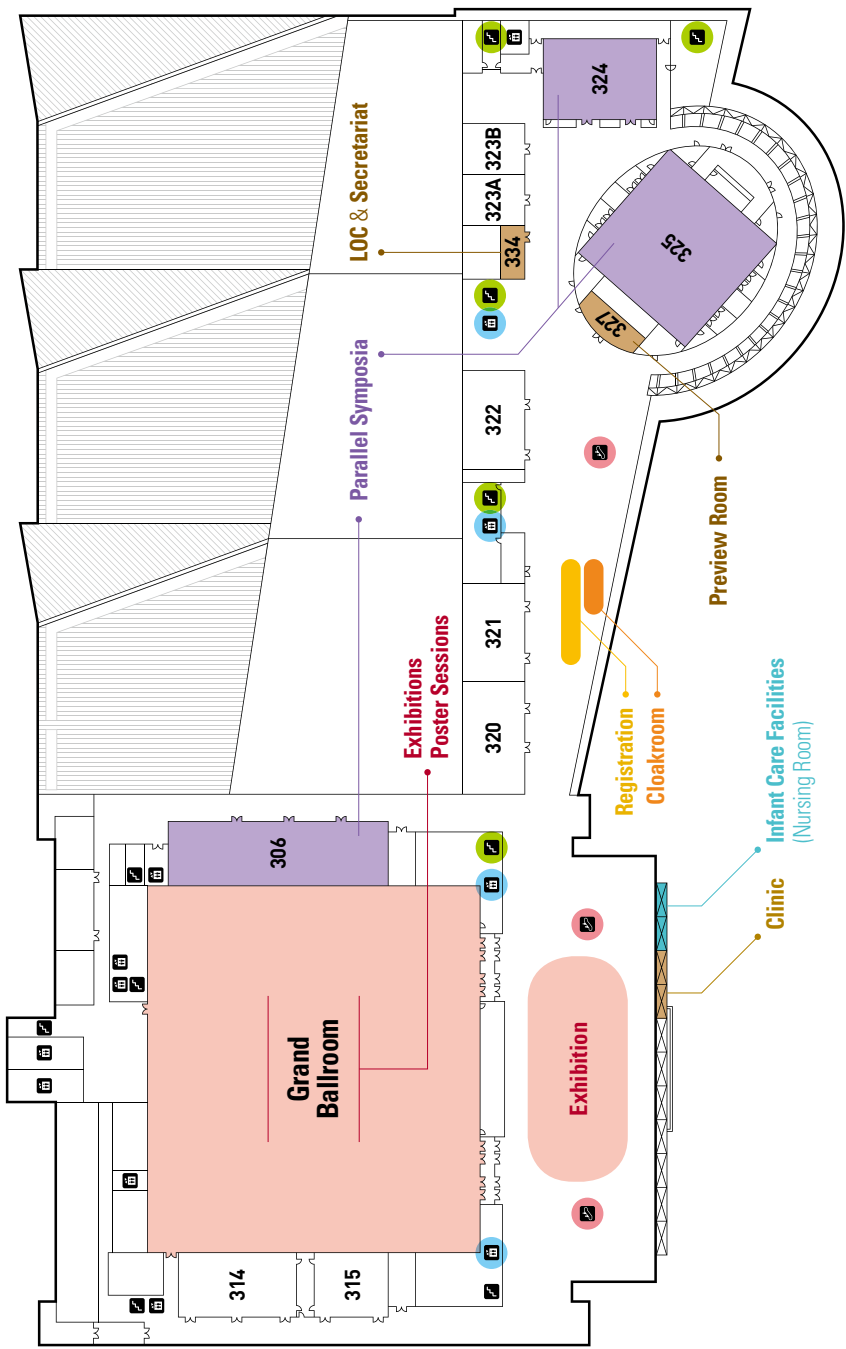 LOC & Secretariat
Parallel Symposia
Exhibitions
Poster Sessions
324
323B
323A
334
325
327
322
321
320
Preview Room
Registration
Cloakroom
Infant Care Facilities
(Nursing Room)
Clinic
306
Grand
Ballroom
Exhibition
314
315